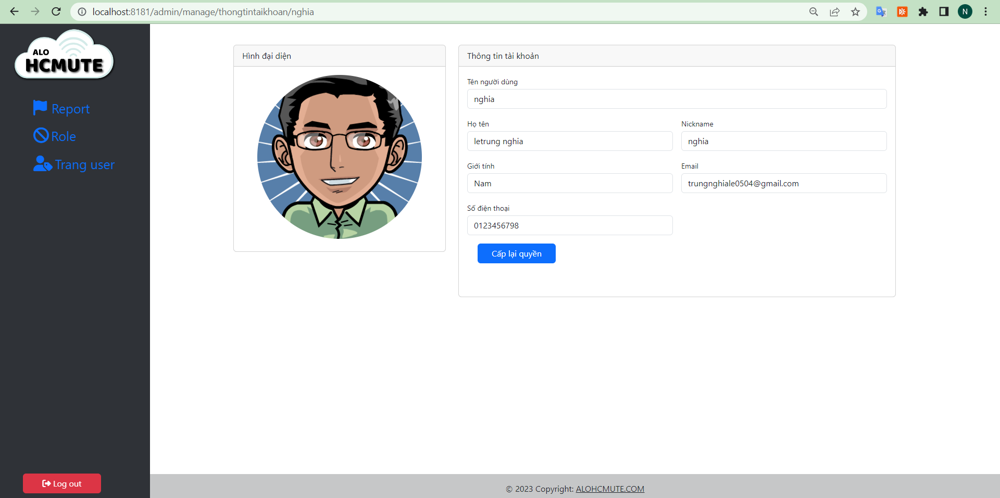 localhost:8181/admin/manage/thongtintaikhoan/nghia
N
ALO
HCMUTE
Report
Role
Trang user
Log out
Hình đại diện
Thông tin tài khoản
Tên người dùng
nghia
Họ tên
Nickname
letrung nghia
nghia
Giới tính
Email
Nam
trungnghiale0504@gmail.com
Số điện thoại
0123456798
Cấp lại quyền
© 2023 Copyright: ALOHCMUTE.COM